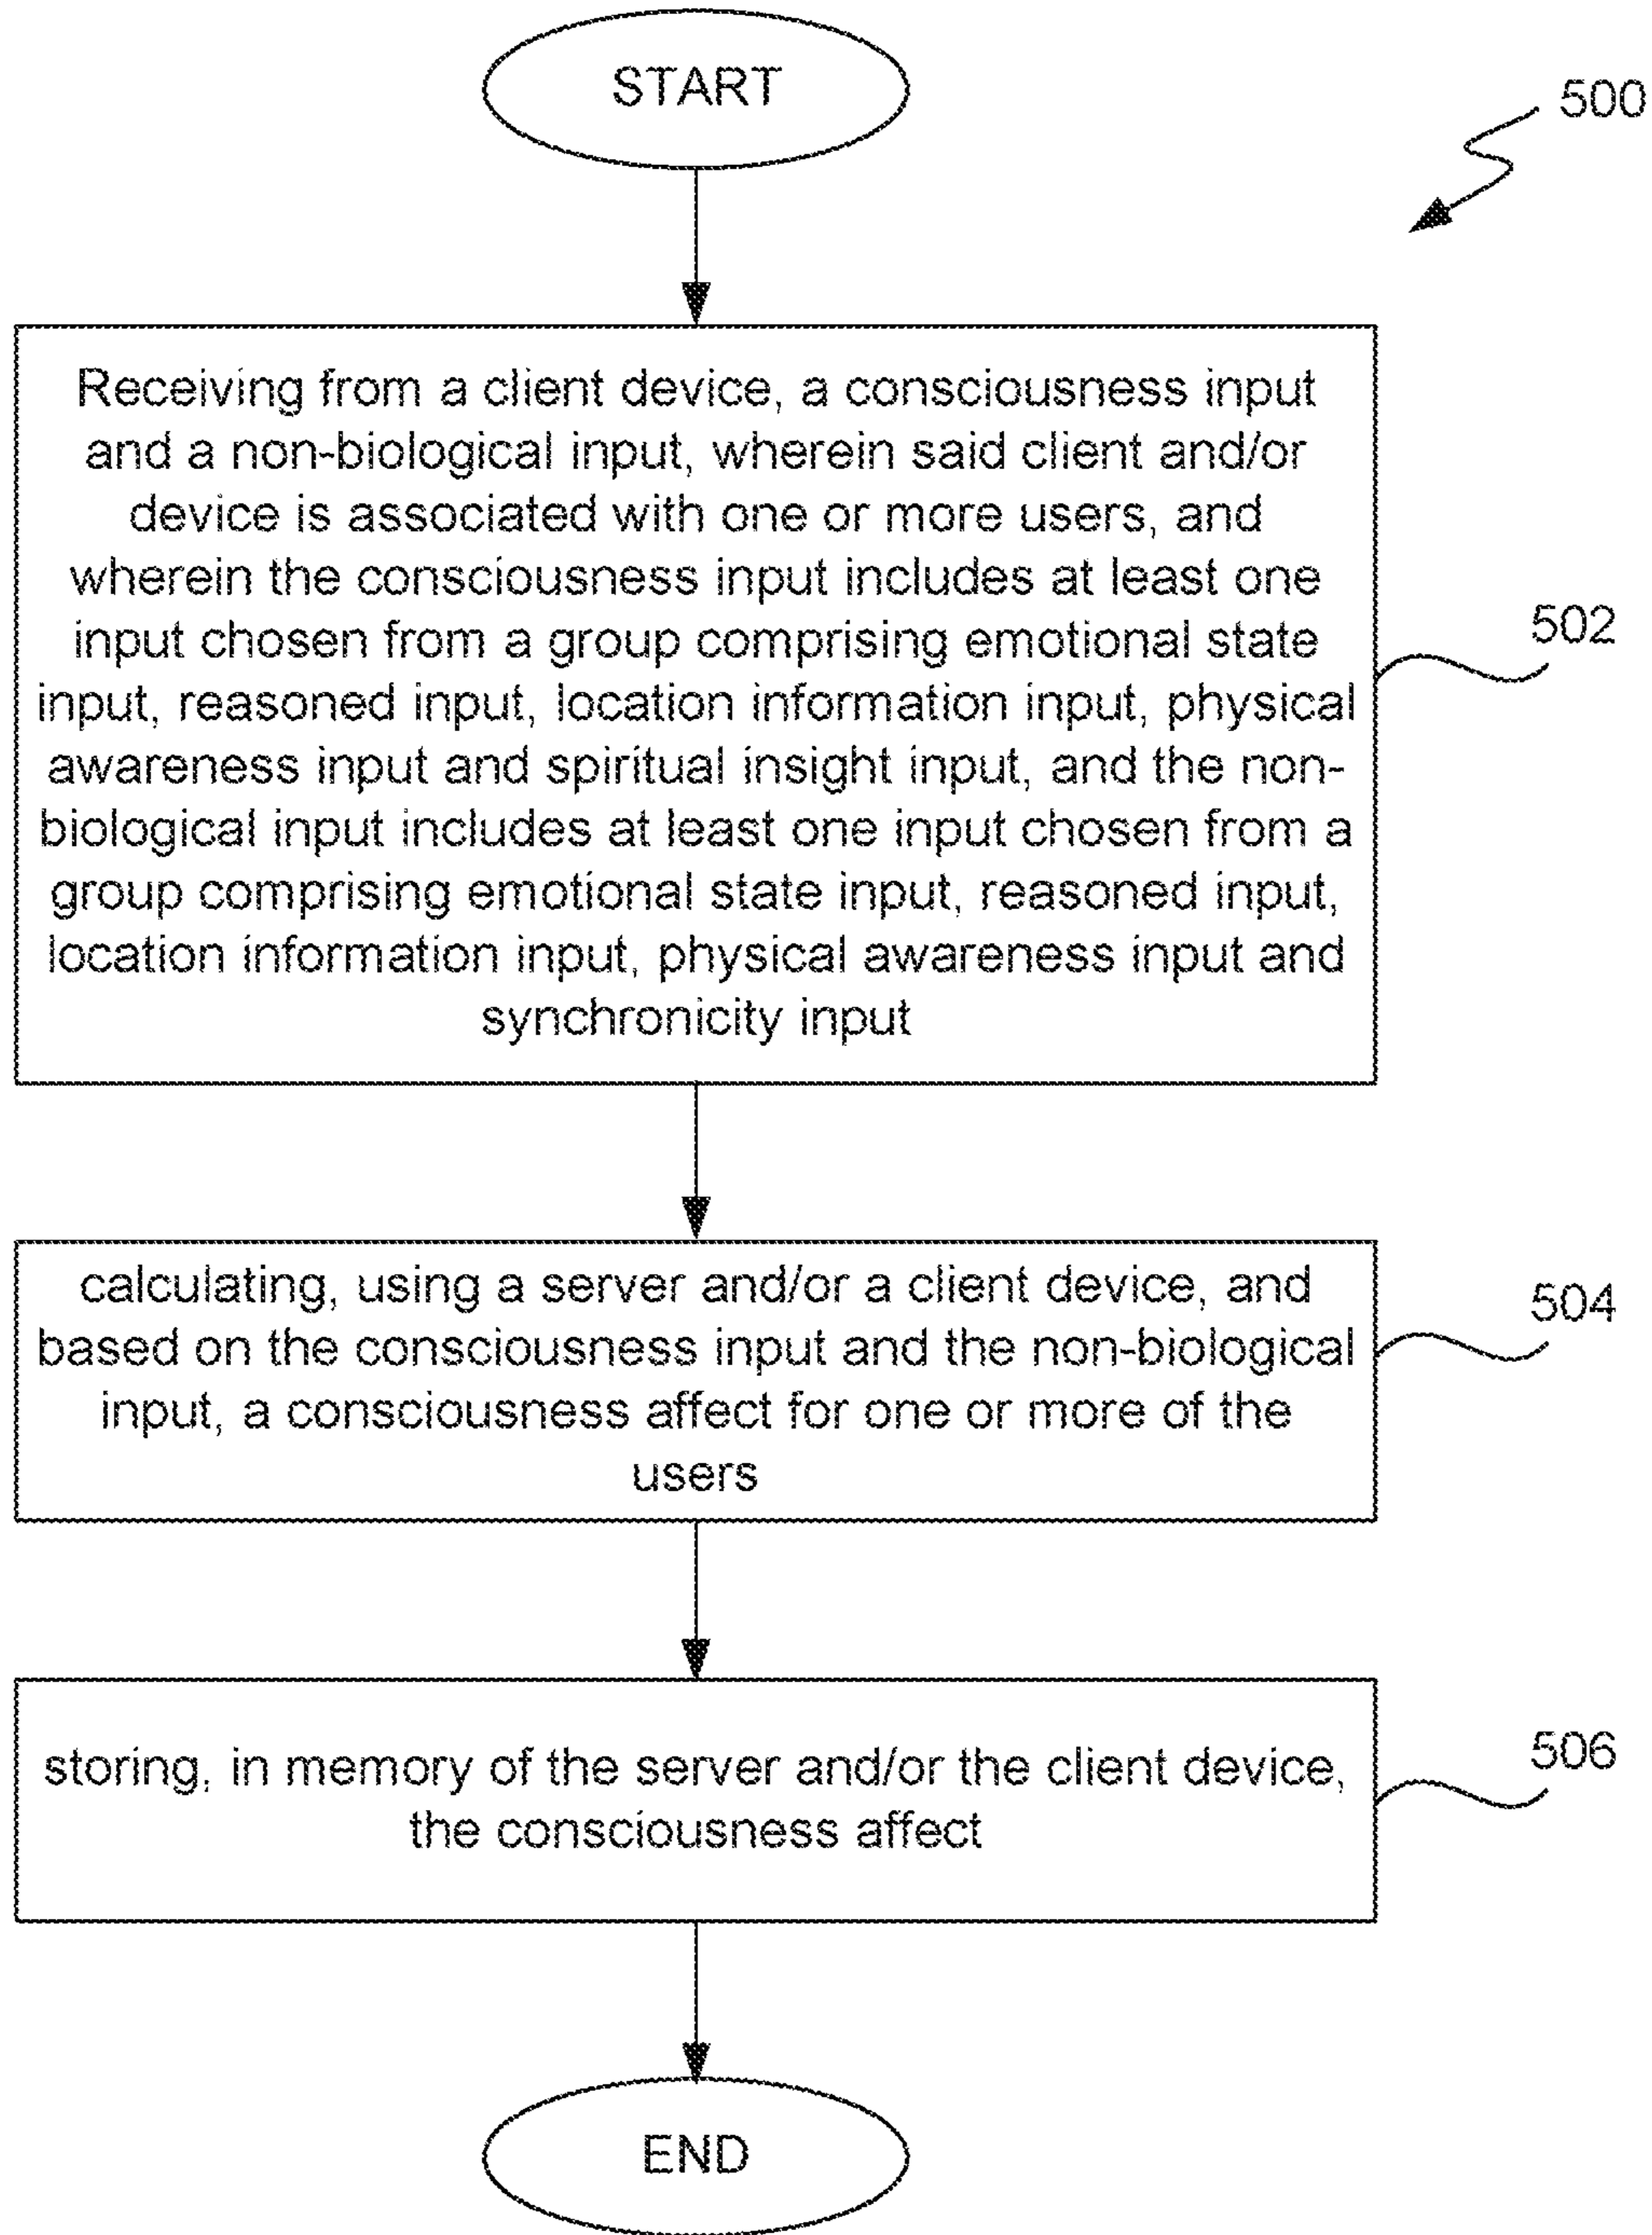 START
500
Receiving from a client device, a consciousness input
and a non-biological input, wherein said client and/or
device is associated with one or more users, and
wherein the consciousness input includes at least one
input chosen from a group comprising emotional state
input, reasoned input, location information input, physical
awareness input and spiritual insight input, and the non-
biological input includes at least one input chosen from a
group comprising emotional state input, reasoned input,
location information input, physical awareness input and
synchronicity input
502
calculating, using a server and/or a client device, and
based on the consciousness input and the non-biological
input, a consciousness affect for one or more of the
users
504
storing, in memory of the server and/or the client device,
the consciousness affect
506
END